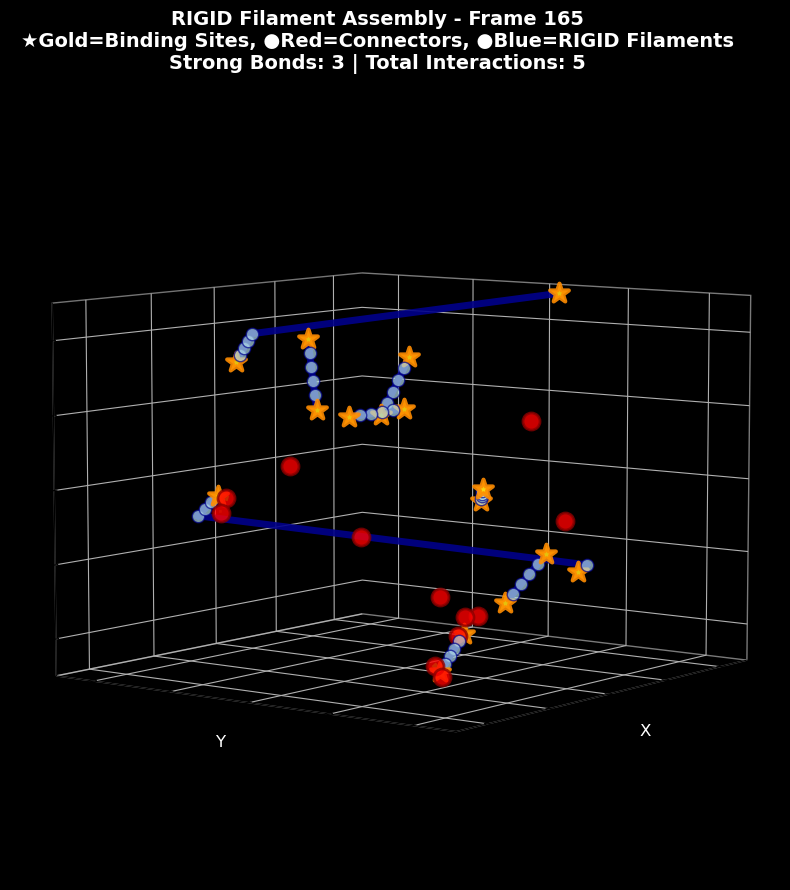 RIGID Filament Assembly - Frame 165
★Gold=Binding Sites, ●Red=Connectors, ●Blue=RIGID Filaments
Strong Bonds: 3 | Total Interactions: 5
Y
X